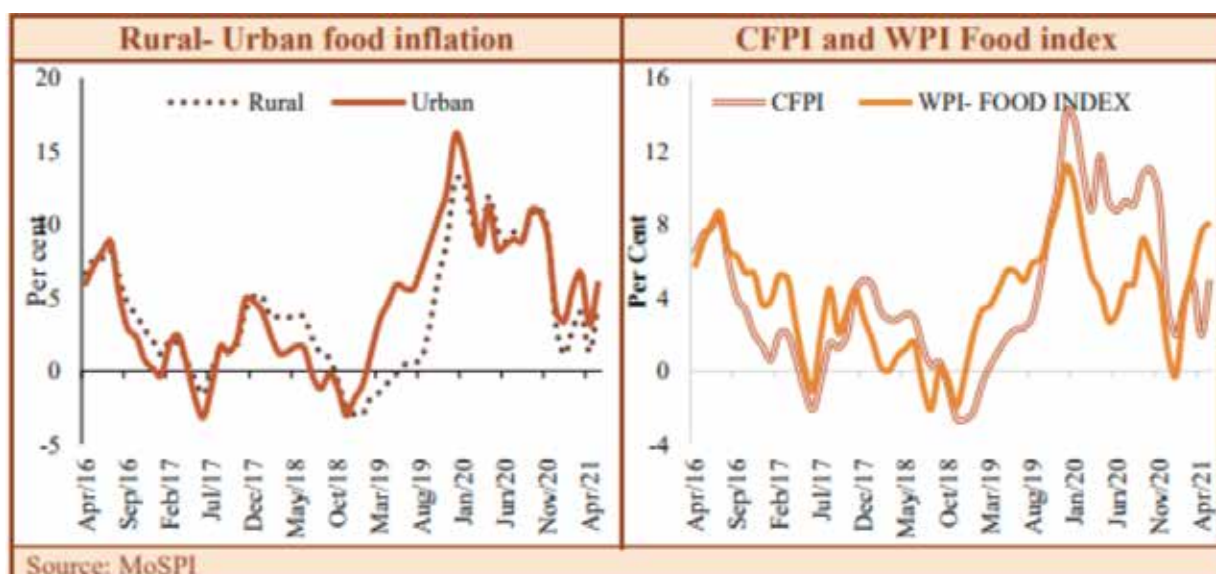 Rural- Urban food inflation
20
15
10
5
0
-5
Per cent
Rural
Urban
Apr/16
Sep/16
Feb/17
Jul/17
Dec/17
May/18
Oct/18
Mar/19
Aug/19
Jan/20
Jun/20
Nov/20
Apr/21
CFPI and WPI Food index
16
12
8
4
0
-4
Per Cent
CFPI
WPI- FOOD INDEX
Apr/16
Sep/16
Feb/17
Jul/17
Dec/17
May/18
Oct/18
Mar/19
Aug/19
Jan/20
Jun/20
Nov/20
Apr/21
Source: MoSPI